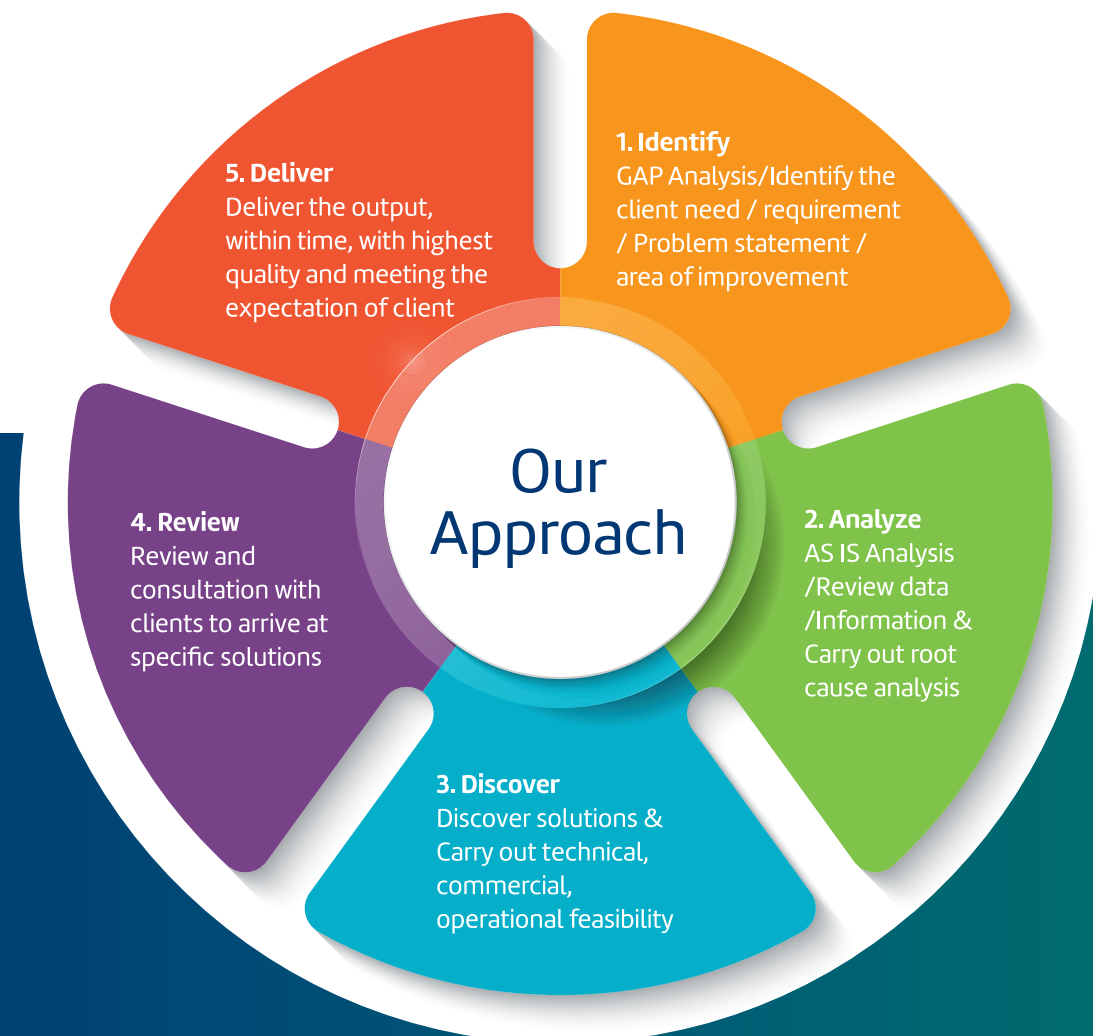 Our
Approach
1. Identify
GAP Analysis/Identify the
client need / requirement
/ Problem statement /
area of improvement
2. Analyze
AS IS Analysis
/Review data
/Information &
Carry out root
cause analysis
3. Discover
Discover solutions &
Carry out technical,
commercial,
operational feasibility
4. Review
Review and
consultation with
clients to arrive at
specific solutions
5. Deliver
Deliver the output,
within time, with highest
quality and meeting the
expectation of client